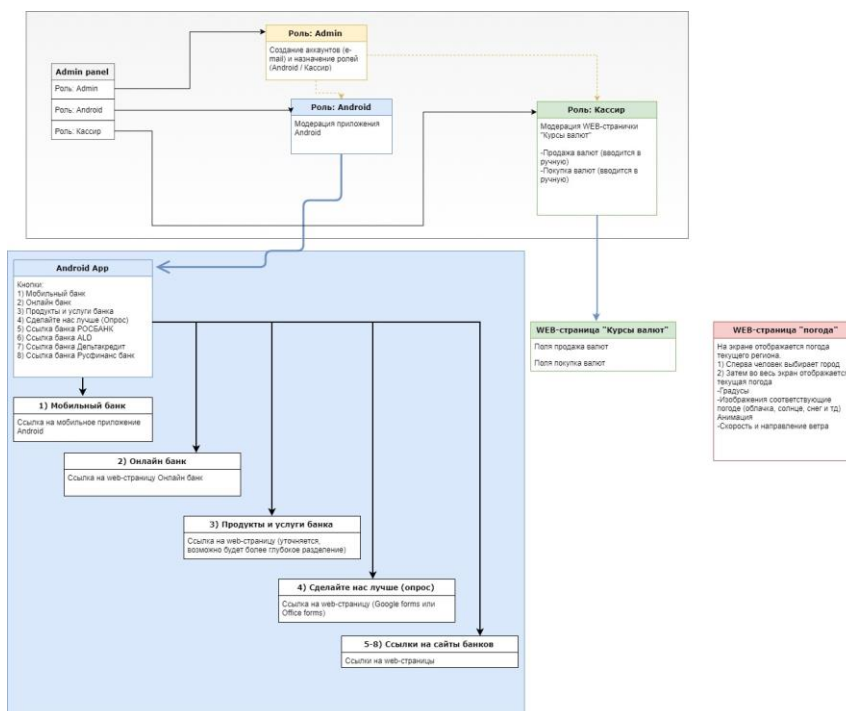 Роль: Admin
Создание аккаунтов (e-
mail) и назначение ролей
(Android / Кассир)
Admin panel
Роль: Admin
Роль: Android
Роль: Кассир
Роль: Android
Модерация приложения
Android
Роль: Кассир
Модерация WEB-странички
"Курсы валют"
-Продажа валют (вводится в
ручную)
-Покупка валют (вводится в
ручную)
Android App
Кнопки:
1) Мобильный банк
2) Онлайн банк
3) Продукты и услуги банка
4) Сделайте нас лучше (Опрос)
5) Ссылка банка РОСБАНК
6) Ссылка банка ALD
7) Ссылка банка Дельтакредит
8) Ссылка банка Русфинанс банк
WEB-страница "Курсы валют"
Поля продажа валют
Поля покупка валют
WEB-страница "погода"
На экране отображается погода
текущего региона.
1) Сперва человек выбирает город
2) Затем во весь экран отображается
текущая погода
-Градусы
-Изображения соответствующие
погоде (облачка, солнце, снег и тд)
Анимация
-Скорость и направление ветра
1) Мобильный банк
Ссылка на мобильное приложение
Android
2) Онлайн банк
Ссылка на web-страницу Онлайн банк
3) Продукты и услуги банка
Ссылка на web-страницу (уточняется,
возможно будет более глубокое разделение)
4) Сделайте нас лучше (опрос)
Ссылка на web-страницу (Google forms или
Office forms)
5-8) Ссылки на сайты банков
Ссылки на web-страницы